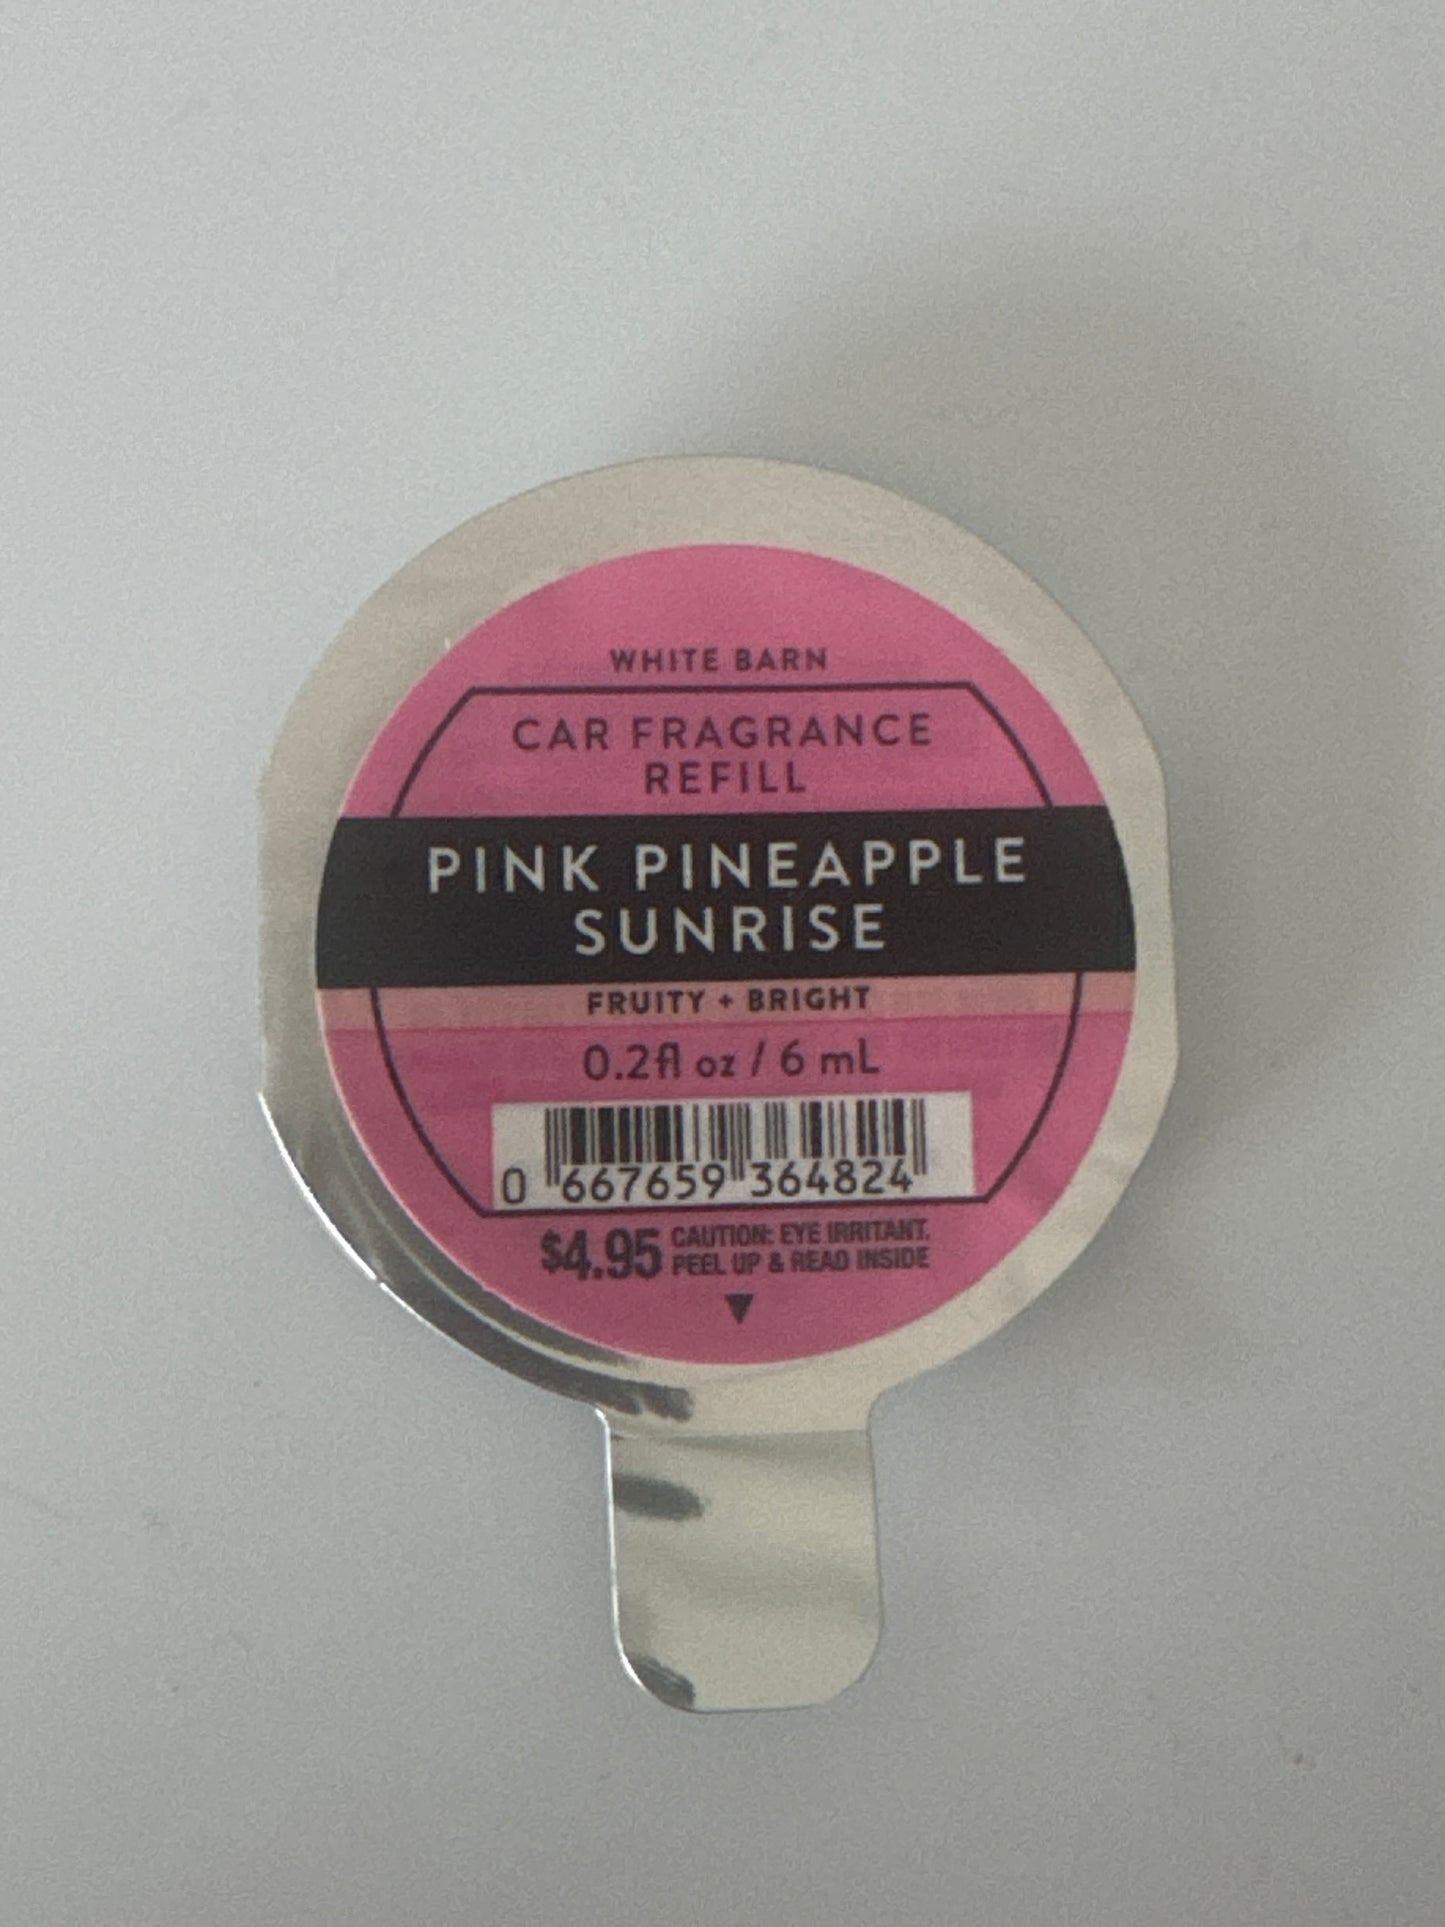 WHITE BARN
CAR FRAGRANCE
REFILL
PINK PINEAPPLE
SUNRISE
FRUITY + BRIGHT
0.2fl oz / 6 mL
0 667659 364824
$4.95 CAUTION: EYE IRRITANT.
PEEL UP & READ INSIDE